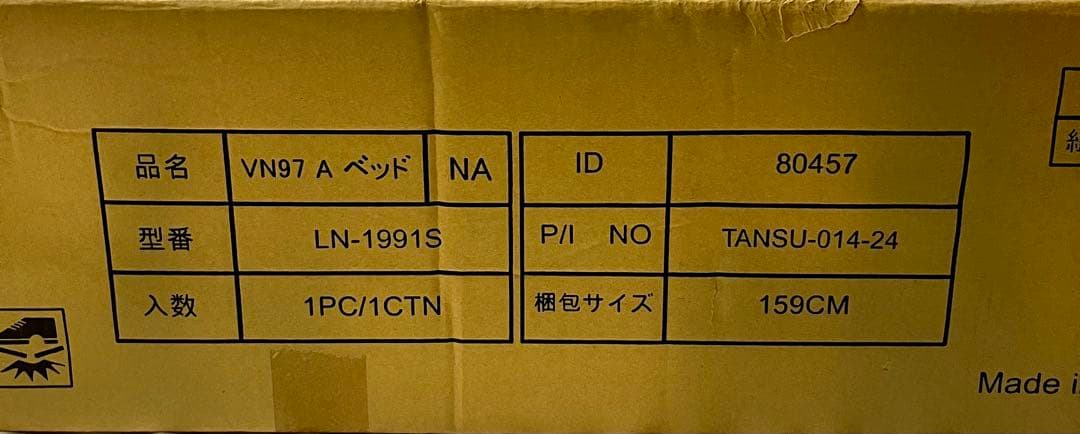 品名 VN97 A ベッド NA
型番 LN-1991S
入数 1PC/1CTN
ID 80457
P/I NO TANSU-014-24
梱包サイズ 159CM
Made